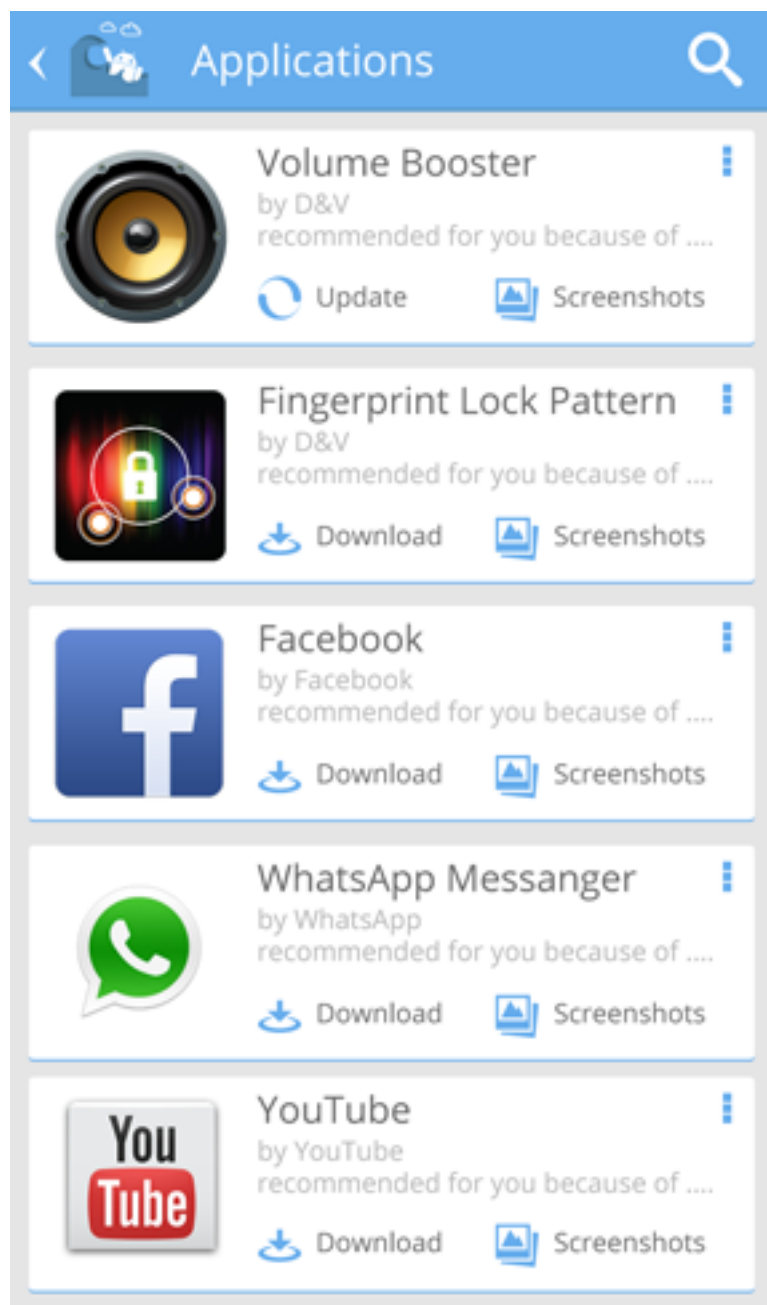 Applications
Volume Booster
by D&V
recommended for you because of ....
Update Screenshots
Fingerprint Lock Pattern
by D&V
recommended for you because of ....
Download Screenshots
Facebook
by Facebook
recommended for you because of ....
Download Screenshots
WhatsApp Messanger
by WhatsApp
recommended for you because of ....
Download Screenshots
You
Tube
YouTube
by YouTube
recommended for you because of ....
Download Screenshots